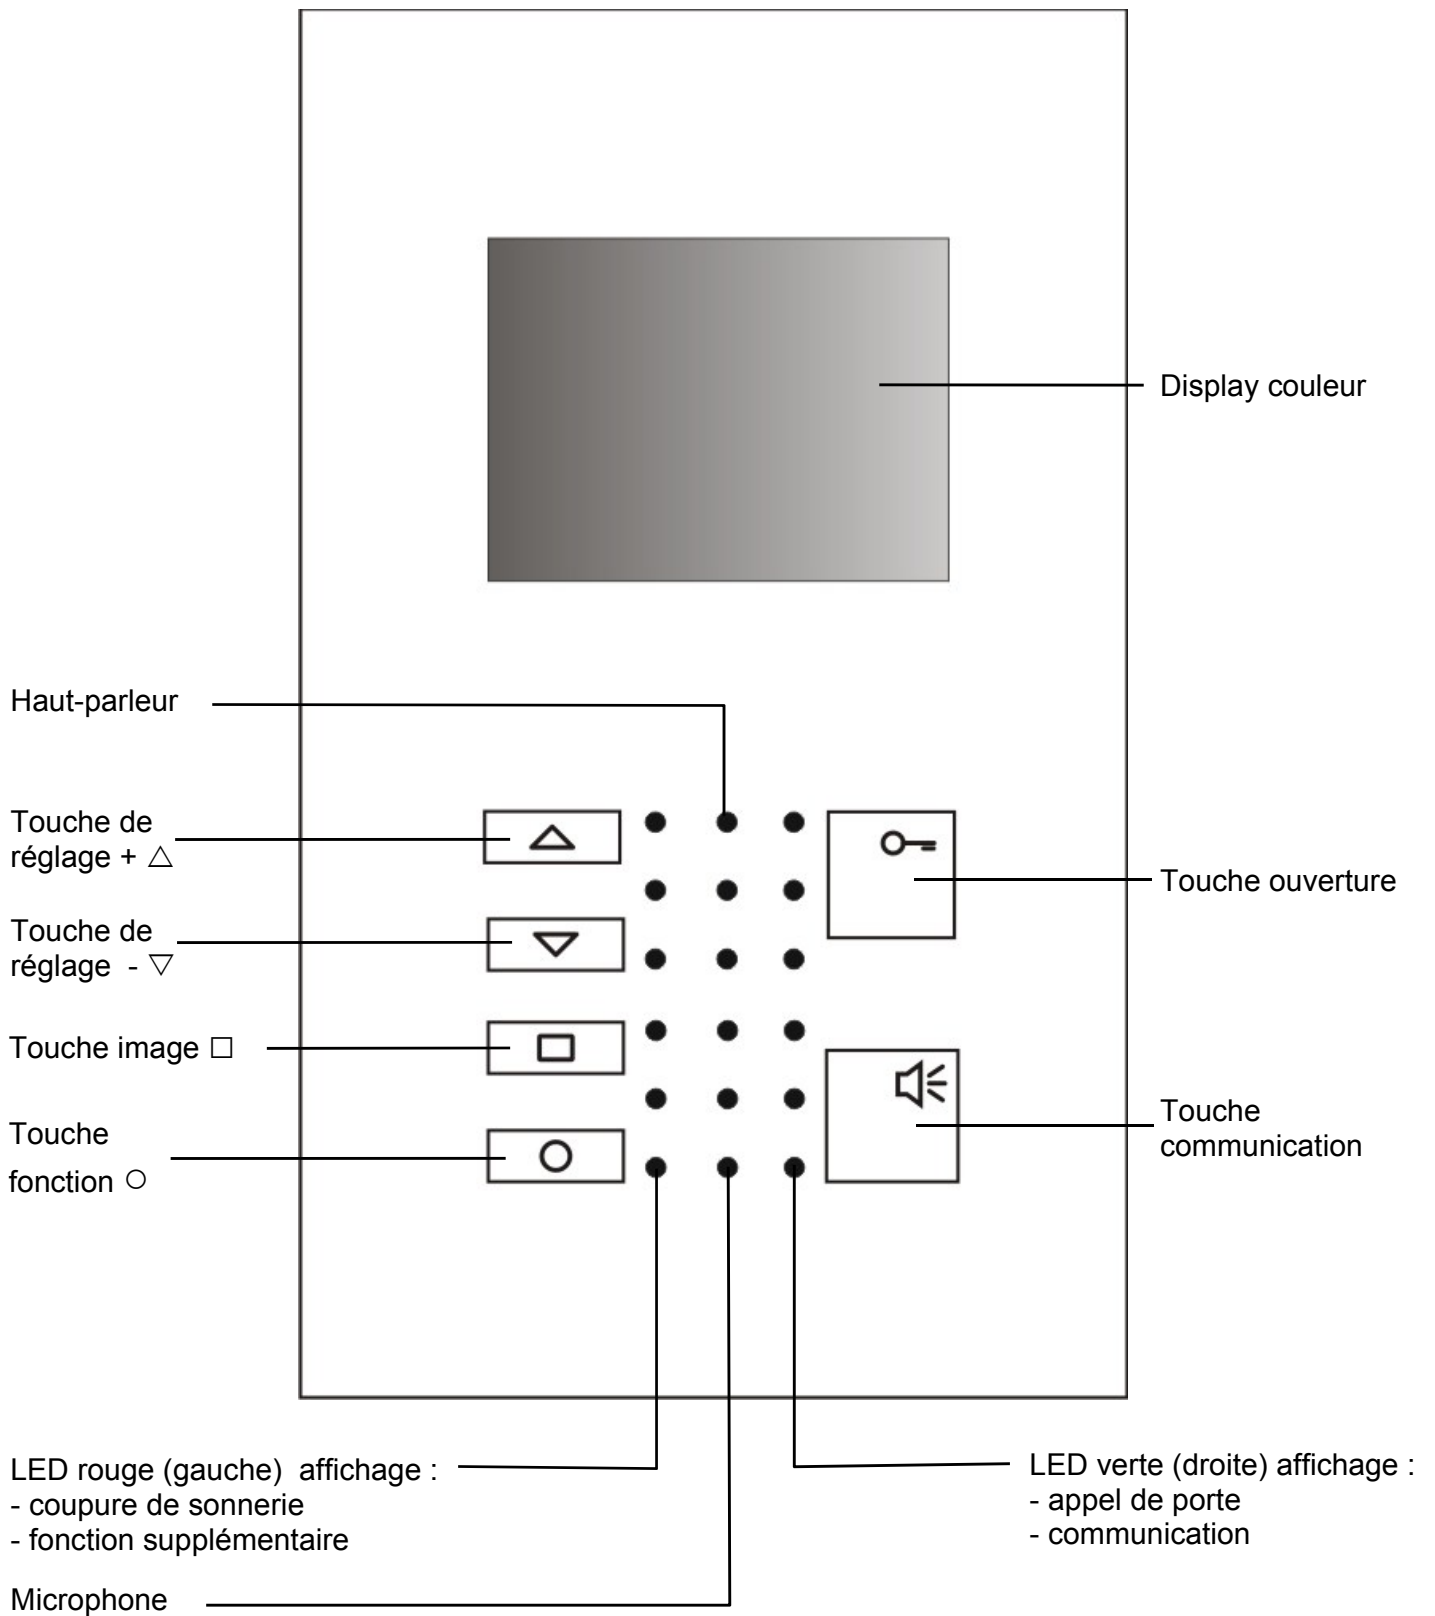 Display couleur
Haut-parleur
Touche de
réglage + △
Touche ouverture
Touche de
réglage - ▽
Touche image □
Touche
communication
Touche
fonction ○
LED rouge (gauche) affichage :
- coupure de sonnerie
- fonction supplémentaire
LED verte (droite) affichage :
- appel de porte
- communication
Microphone